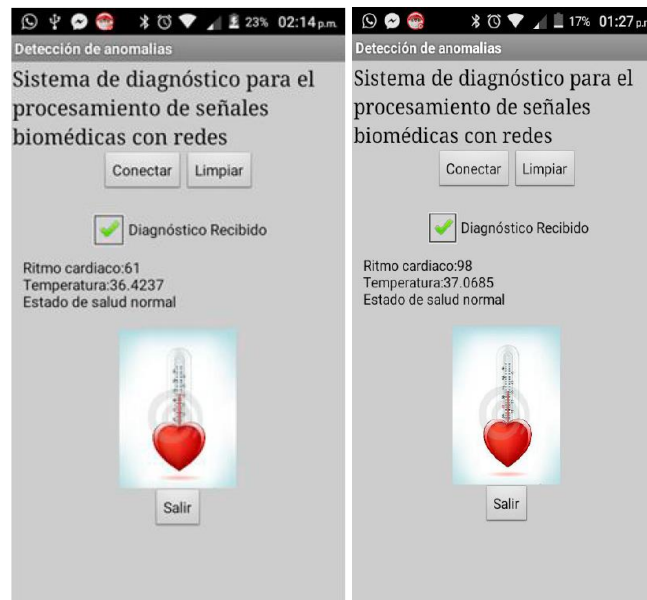 23% 02:14 p.m.
Detección de anomalias
Sistema de diagnóstico para el
procesamiento de señales
biomédicas con redes
Conectar Limpiar
Diagnóstico Recibido
Ritmo cardiaco:61
Temperatura:36.4237
Estado de salud normal
Salir
17% 01:27 p.m
Detección de anomalias
Sistema de diagnóstico para el
procesamiento de señales
biomédicas con redes
Conectar Limpiar
Diagnóstico Recibido
Ritmo cardiaco:98
Temperatura:37.0685
Estado de salud normal
Salir